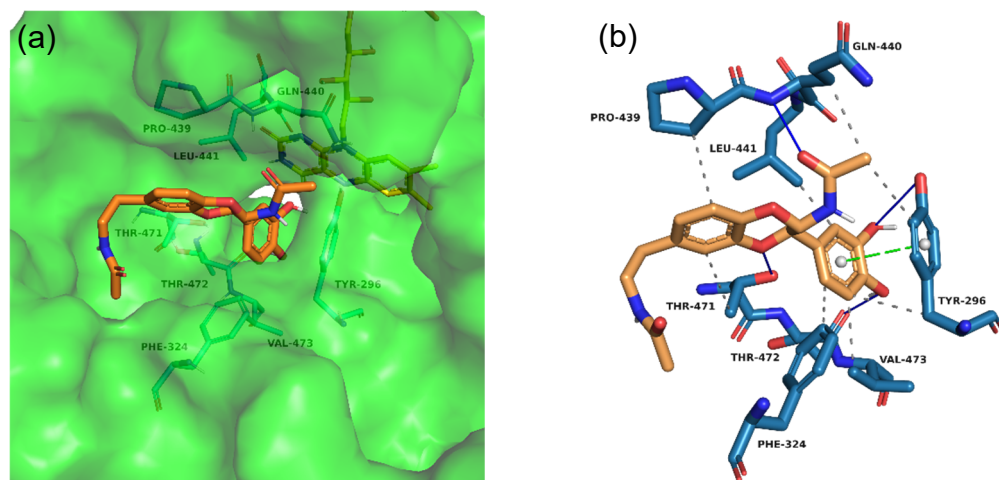 (a)
GLN-440
PRO-439
LEU-441
THR-471
THR-472
TYR-296
VAL-473
PHE-324
(b)
GLN-440
PRO-439
LEU-441
THR-471
TYR-296
THR-472
VAL-473
PHE-324